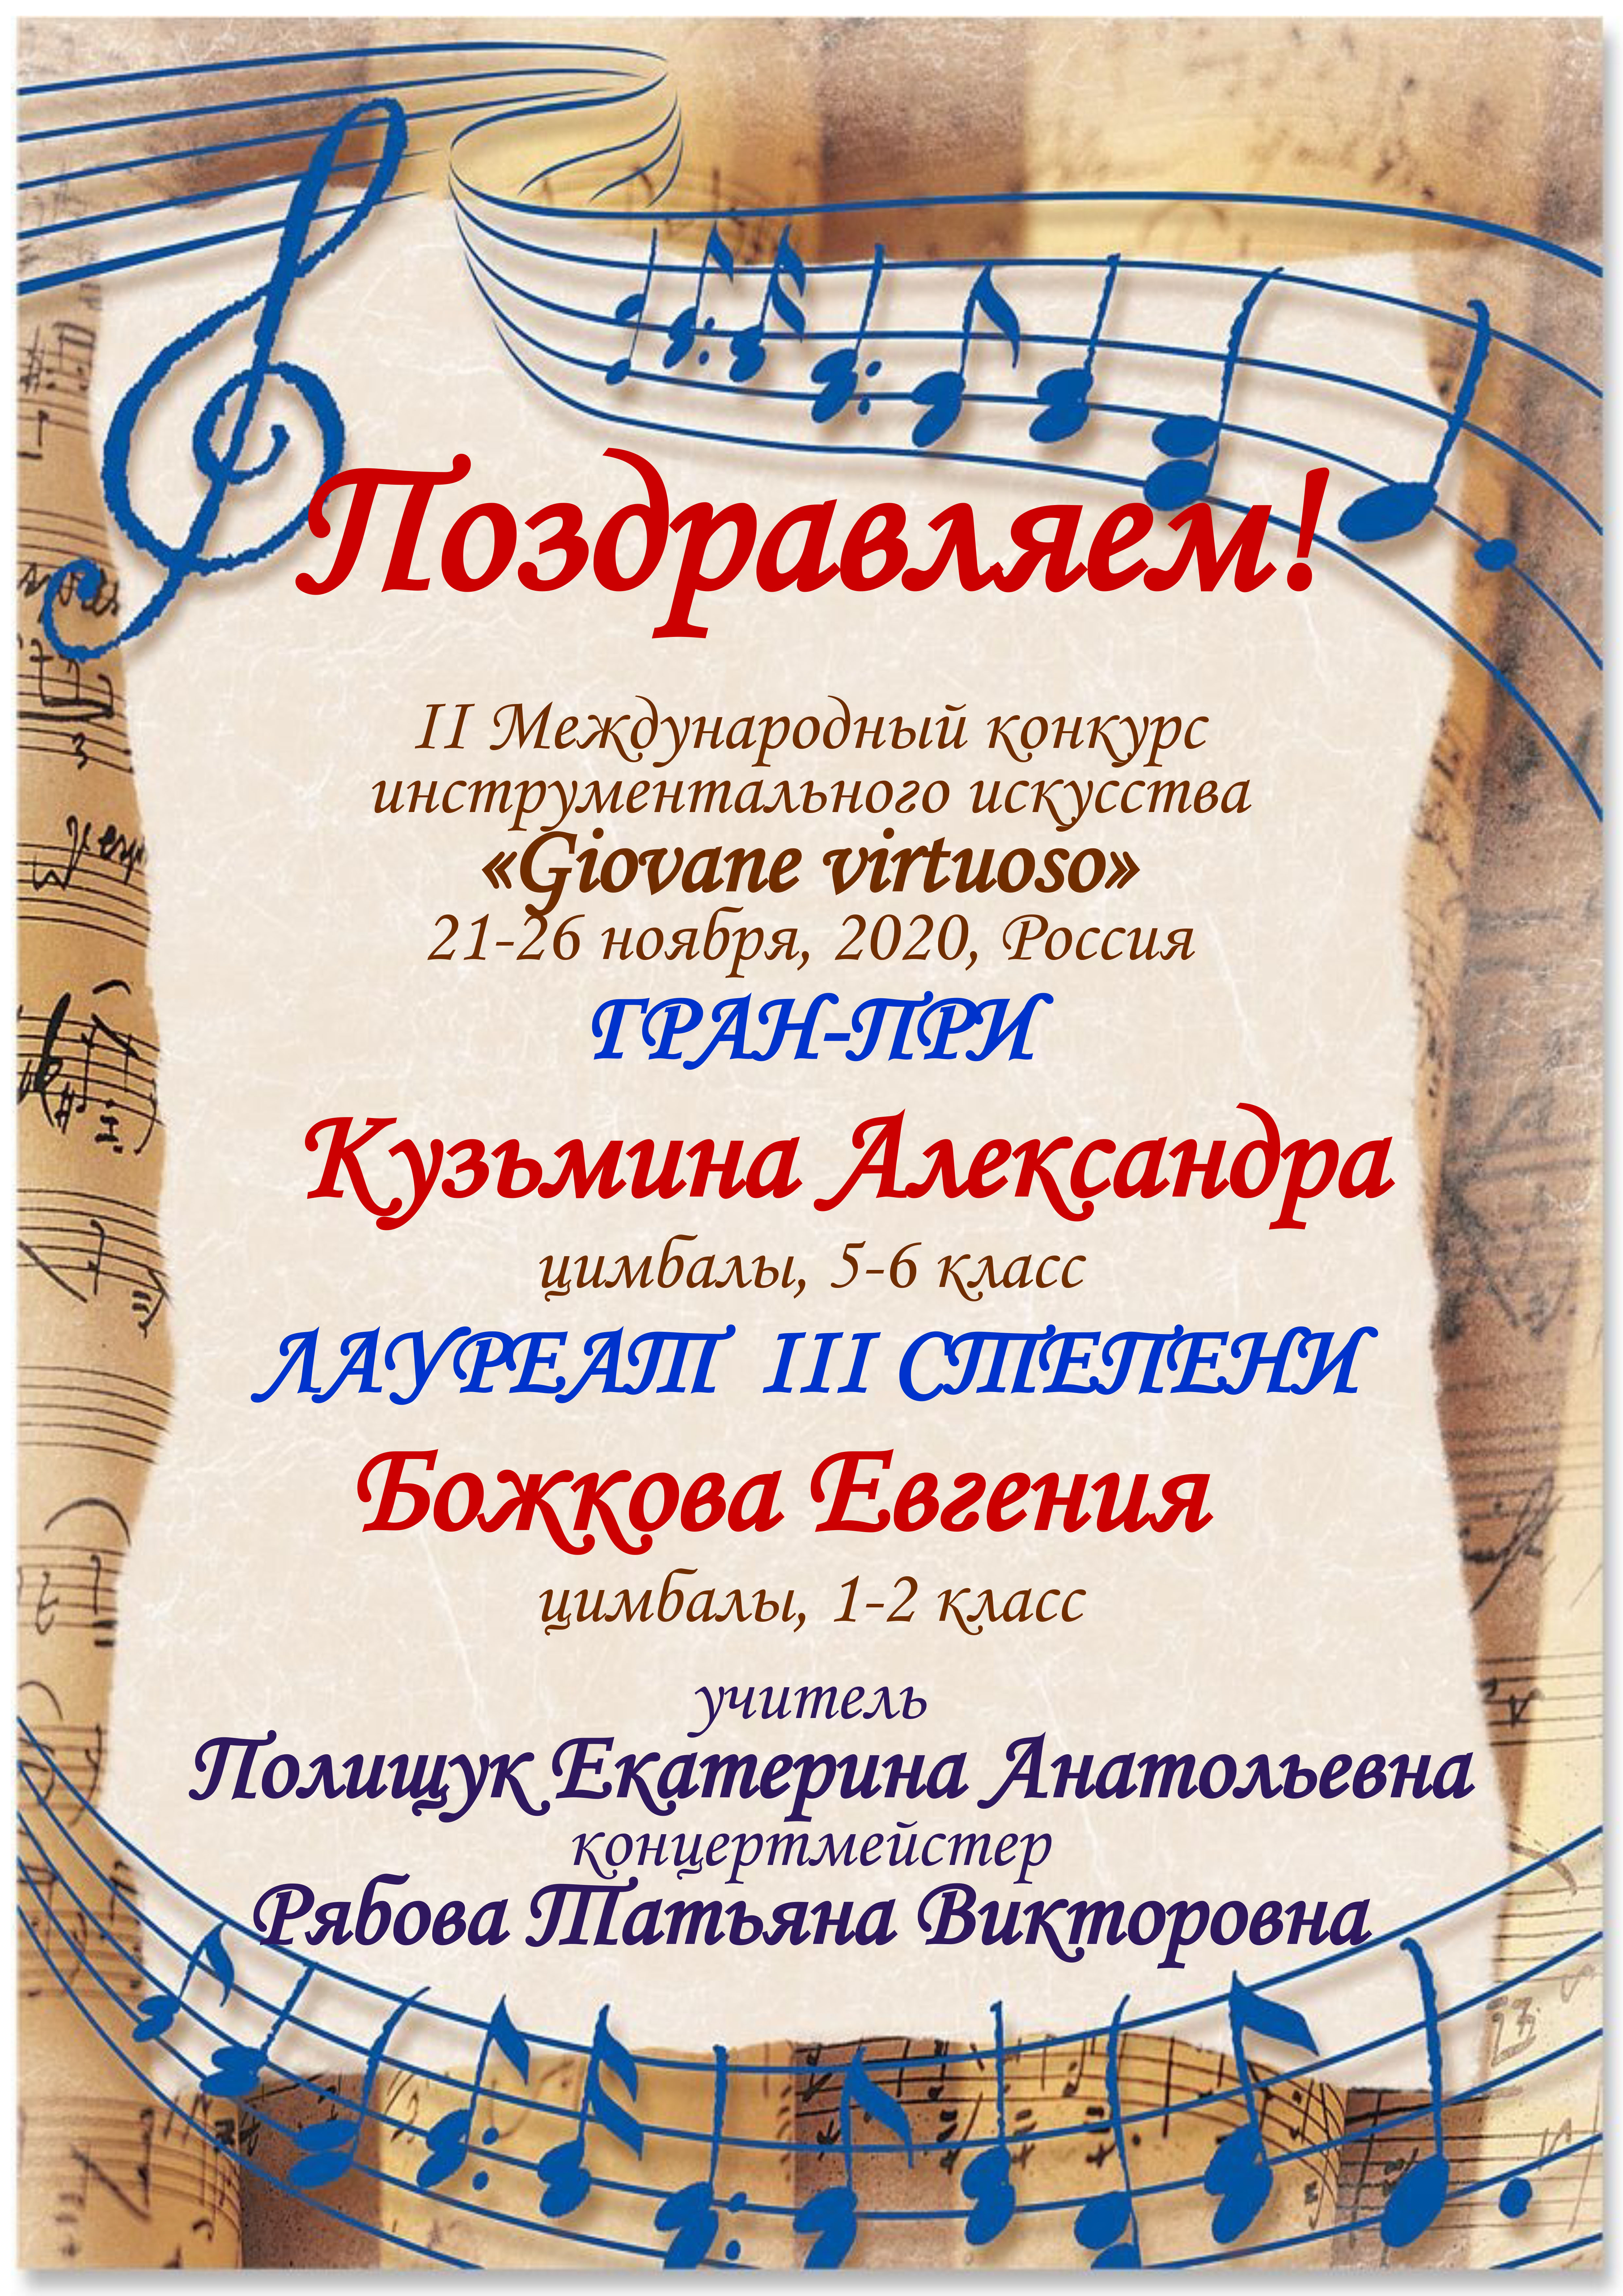 Поздравляем!
II Международный конкурс
инструментального искусства
«Giovane virtuoso»
21-26 ноября, 2020, Россия
ГРАН-ПРИ
Кузьмина Александра
цимбалы, 5-6 класс
ЛАУРЕАТ III СТЕПЕНИ
Божкова Евгения
цимбалы, 1-2 класс
учитель
Полищук Екатерина Анатольевна
концертмейстер
Рябова Татьяна Викторовна